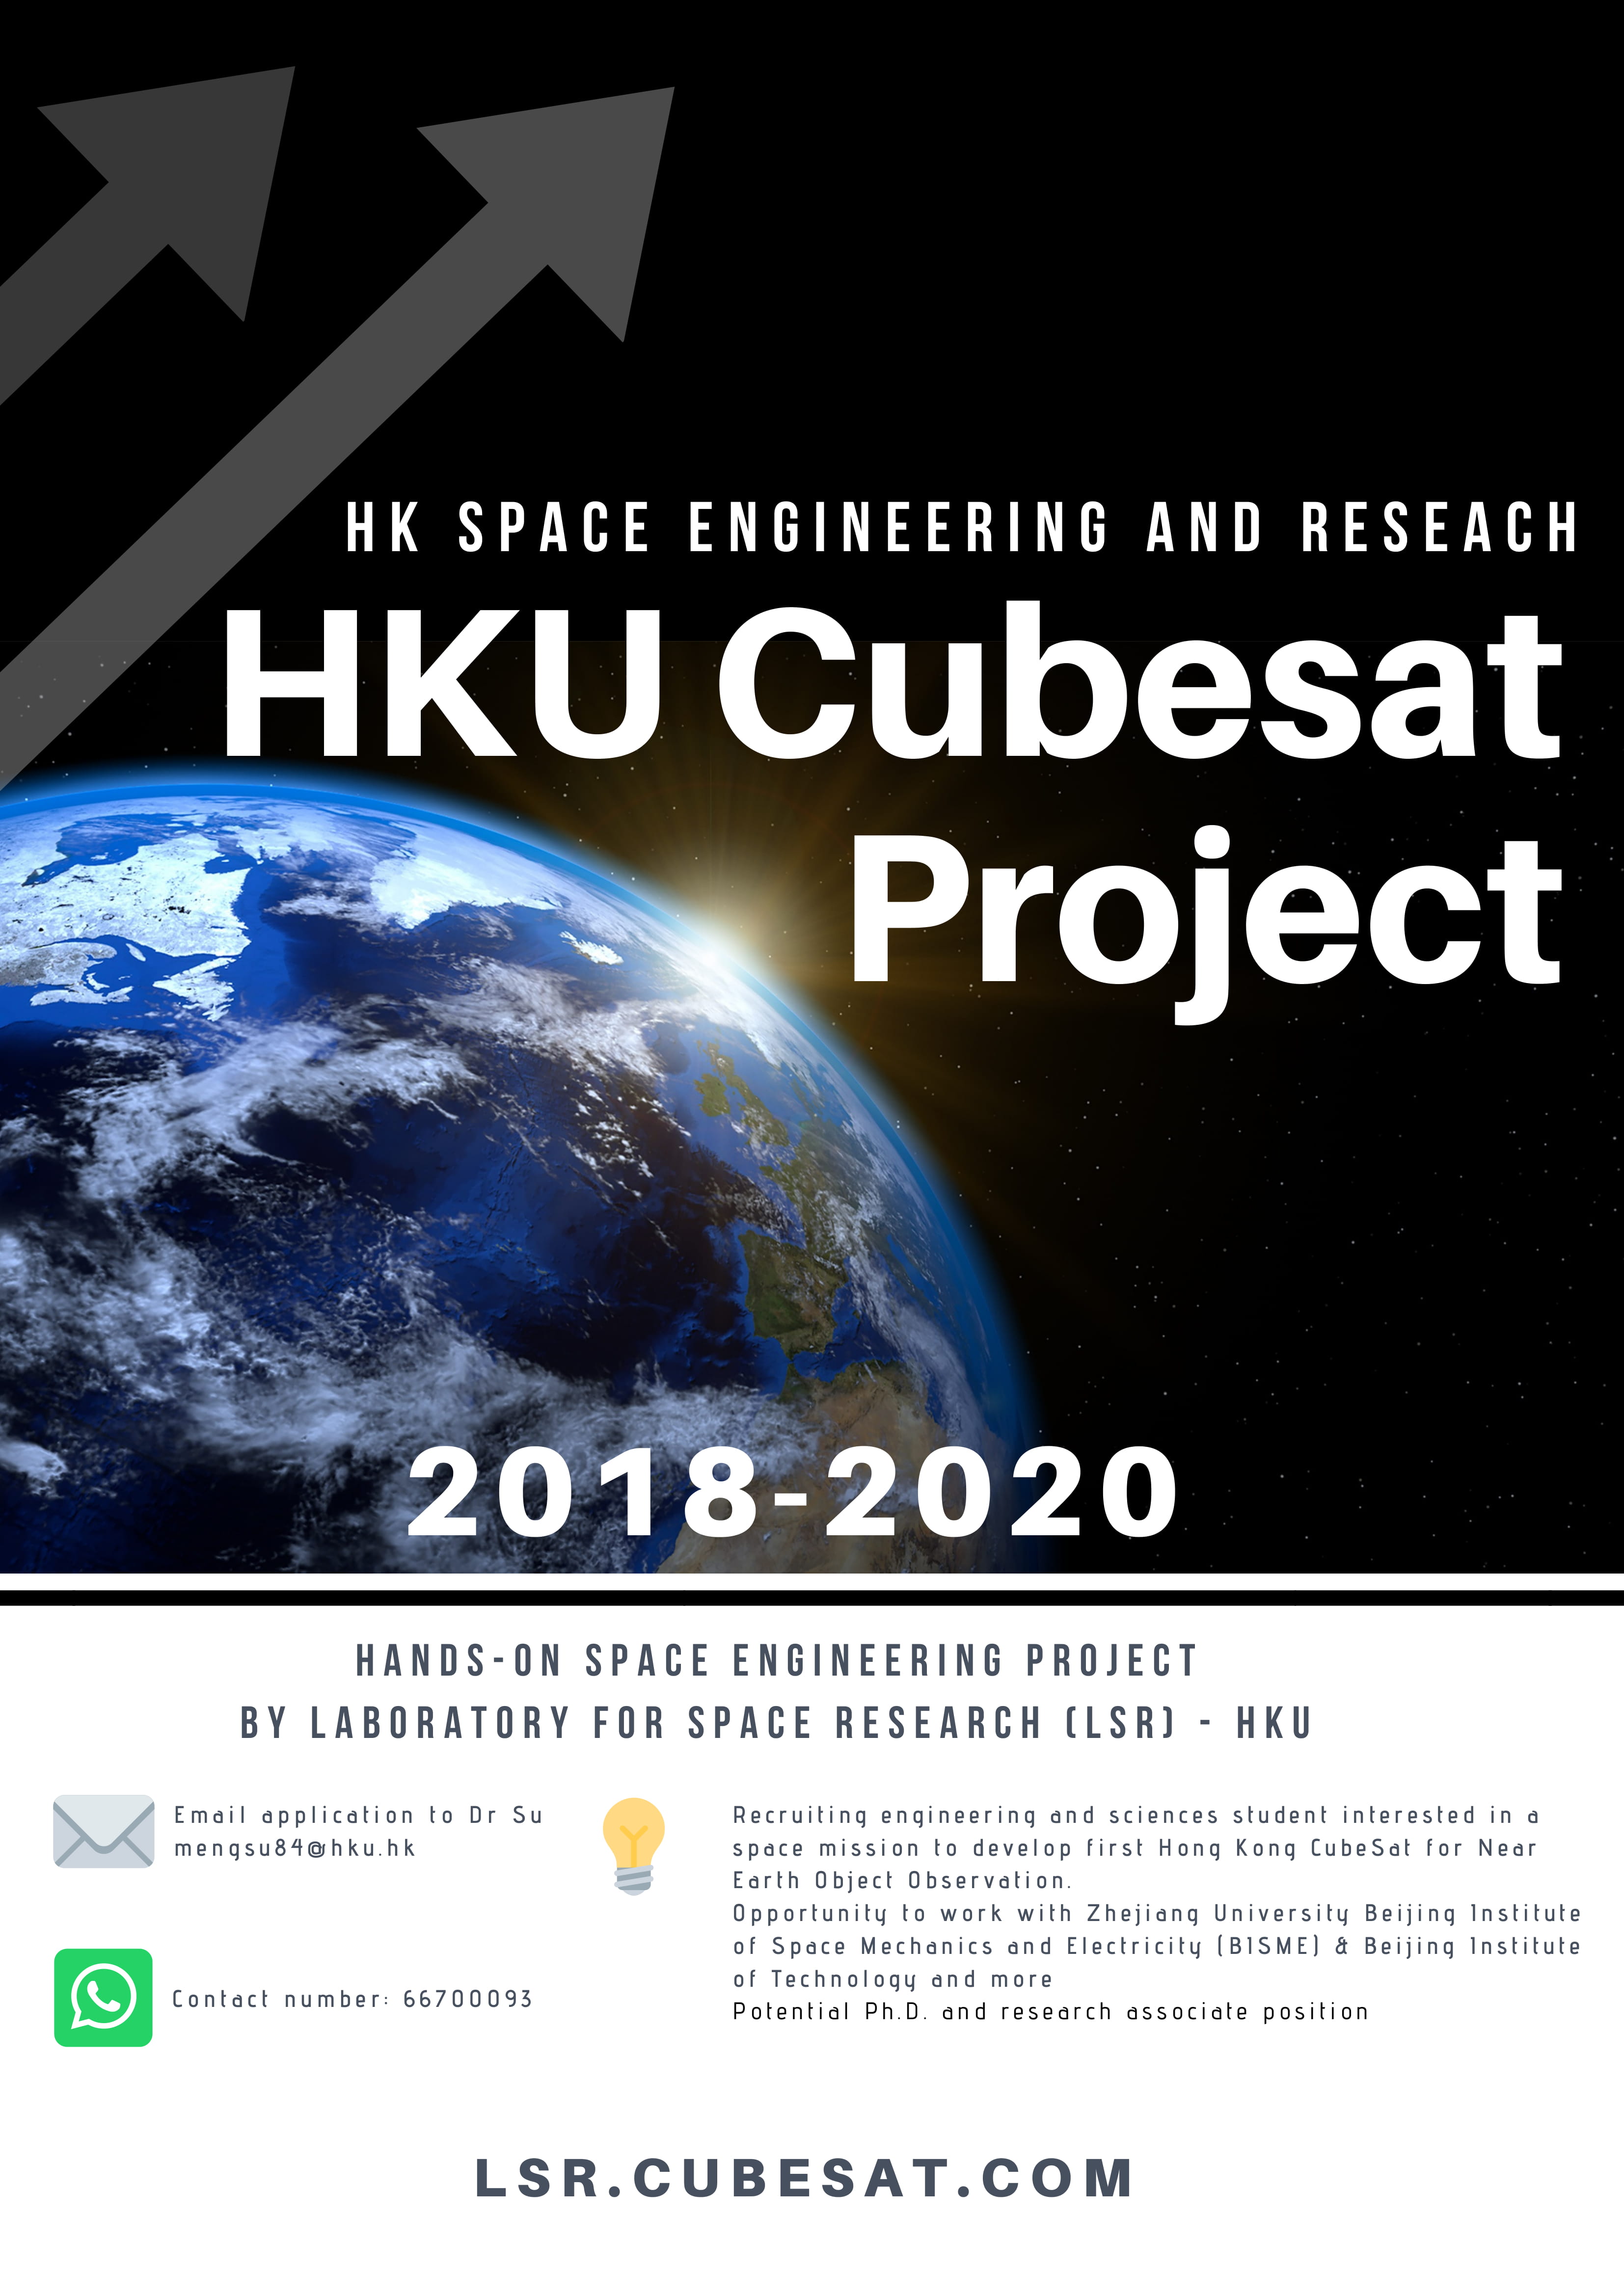 HK SPACE ENGINEERING AND RESEACH
HKU Cubesat
Project
2018-2020
HANDS-ON SPACE ENGINEERING PROJECT
BY LABORATORY FOR SPACE RESEARCH (LSR) - HKU
Email application to Dr Su
mengsu84@hku.hk
Contact number: 66700093
Recruiting engineering and sciences student interested in a
space mission to develop first Hong Kong CubeSat for Near
Earth Object Observation.
Opportunity to work with Zhejiang University Beijing Institute
of Space Mechanics and Electricity (BISME) & Beijing Institute
of Technology and more
Potential Ph.D. and research associate position
LSR.CUBESAT.COM